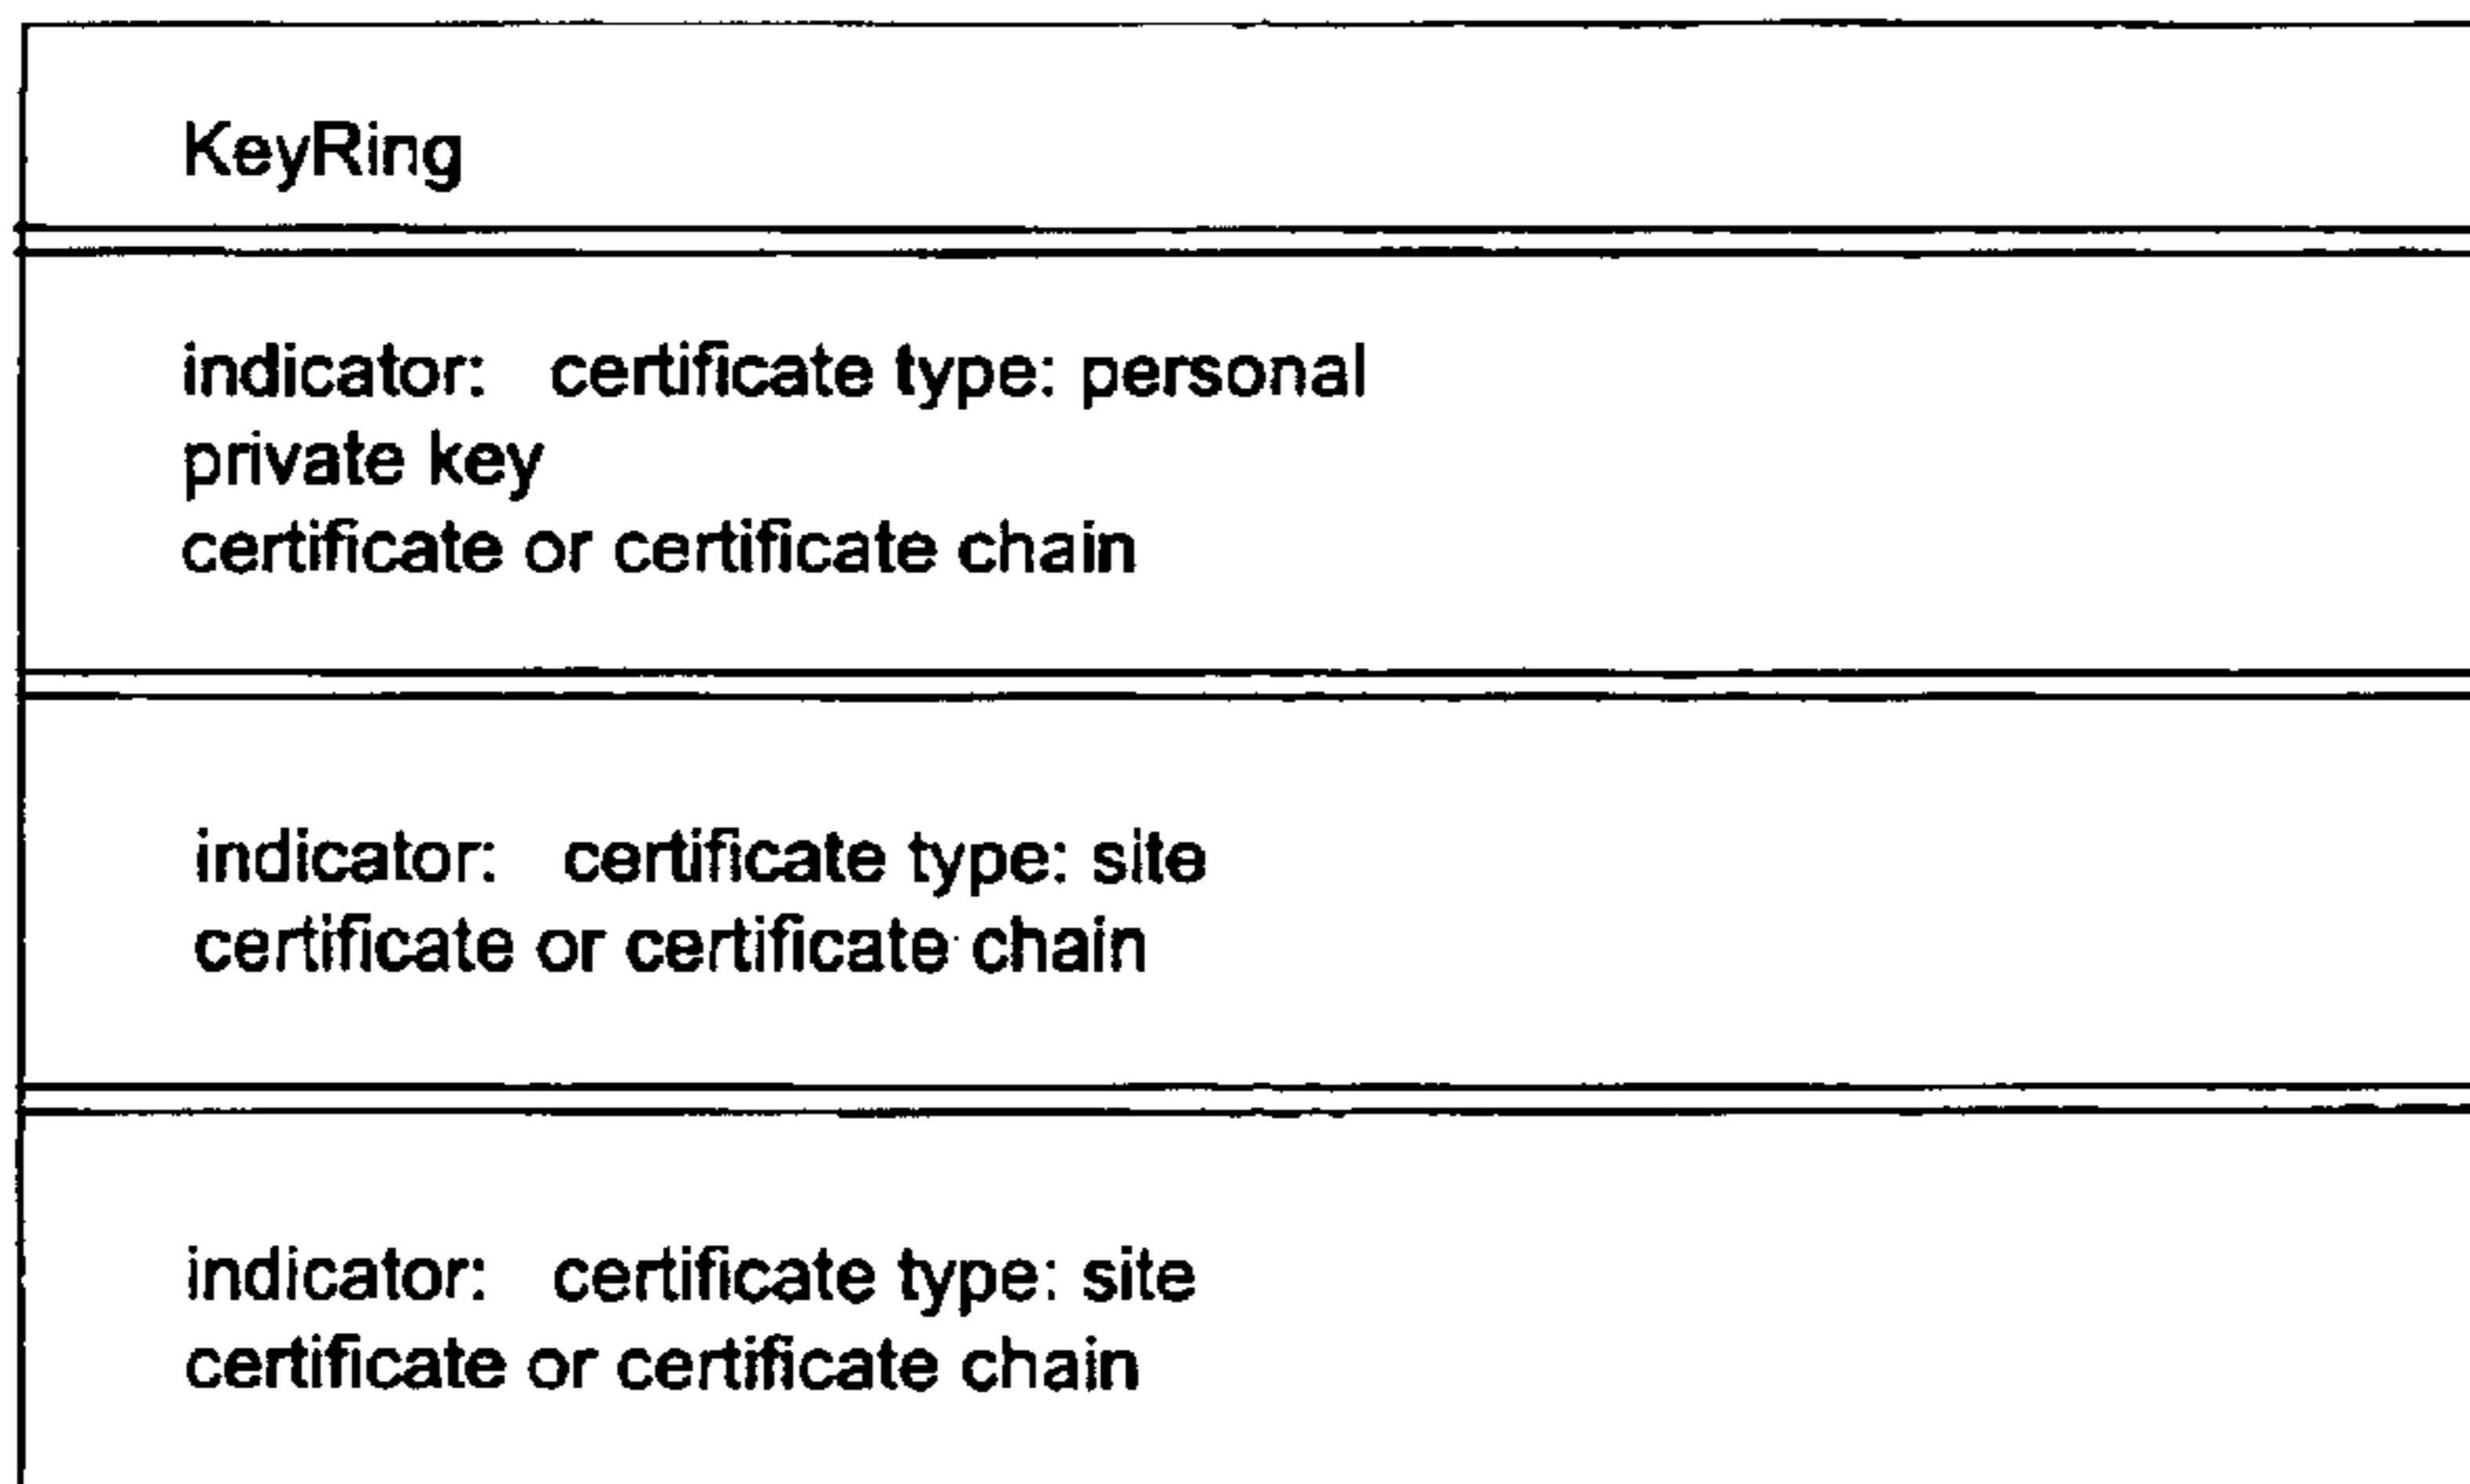 KeyRing
indicator: certificate type: personal
private key
certificate or certificate chain
indicator: certificate type: site
certificate or certificate chain
indicator: certificate type: site
certificate or certificate chain